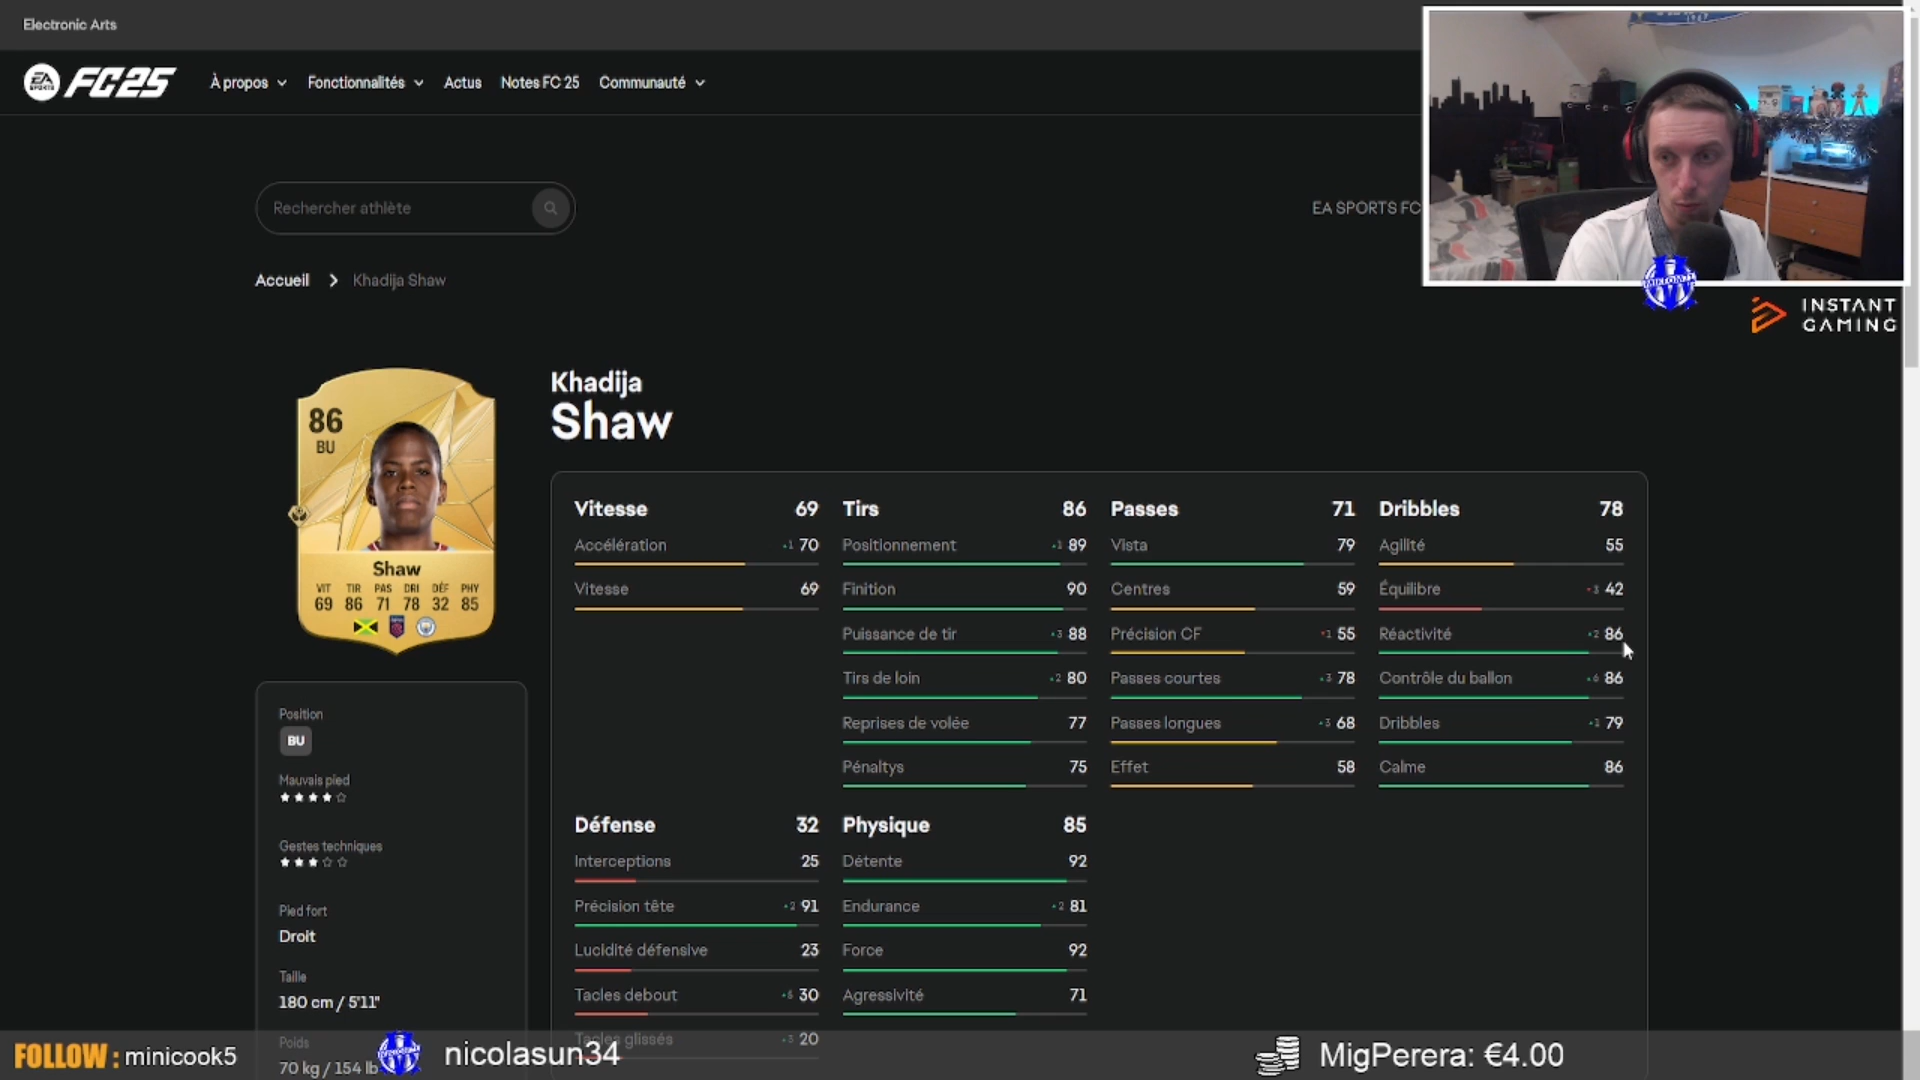 Electronic Arts
EA SPORTS FC25
À propos
Fonctionnalités
Actus
Notes FC 25
Communauté
Rechercher athlète
EA SPORTS FC
Accueil
Khadija Shaw
INSTANT
GAMING
86
BU
Shaw
VIT TIR PAS DRI DÉF PHY
69 86 71 78 32 85
Khadija
Shaw
Vitesse 69
Accélération +1 70
Vitesse 69
Tirs 86
Positionnement +1 89
Finition 90
Puissance de tir +3 88
Tirs de loin +2 80
Reprises de volée 77
Pénaltys 75
Passes 71
Vista 79
Centres 59
Précision CF -1 55
Passes courtes +3 78
Passes longues +3 68
Effet 58
Dribbles 78
Agilité 55
Équilibre -3 42
Réactivité +2 86
Contrôle du ballon +6 86
Dribbles +1 79
Calme 86
Défense 32
Interceptions 25
Précision tête +2 91
Lucidité défensive 23
Tacles debout 30
Tacles glissés +3 20
Physique 85
Détente 92
Endurance +2 81
Force 92
Agressivité 71
Position
BU
Mauvais pied
Gestes techniques
Pied fort
Droit
Taille
180 cm / 5'11"
Poids
70 kg / 154 lb
FOLLOW : minicook5
nicolasun34
MigPerera: €4.00